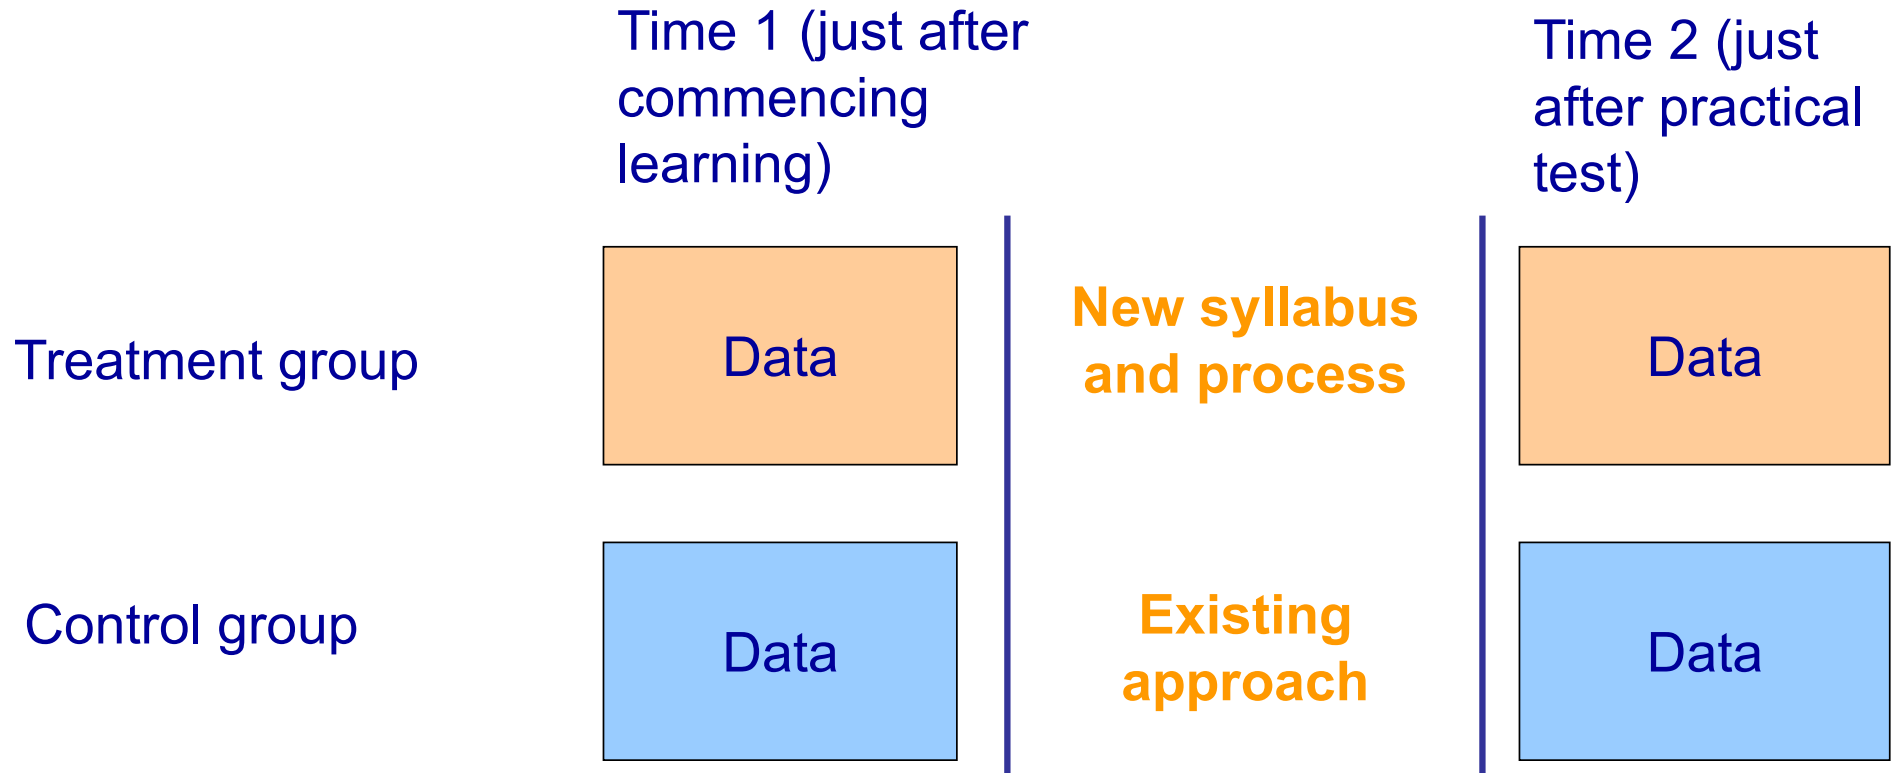 Time 1 (just after
commencing
learning)
Time 2 (just
after practical
test)
Treatment group
Data
New syllabus
and process
Data
Control group
Data
Existing
approach
Data